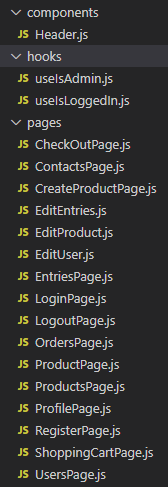 components
JS Header.js
hooks
JS useIsAdmin.js
JS useIsLoggedIn.js
pages
JS CheckOutPage.js
JS ContactsPage.js
JS CreateProductPage.js
JS EditEntries.js
JS EditProduct.js
JS EditUser.js
JS EntriesPage.js
JS LoginPage.js
JS LogoutPage.js
JS OrdersPage.js
JS ProductPage.js
JS ProductsPage.js
JS ProfilePage.js
JS RegisterPage.js
JS ShoppingCartPage.js
JS UsersPage.js